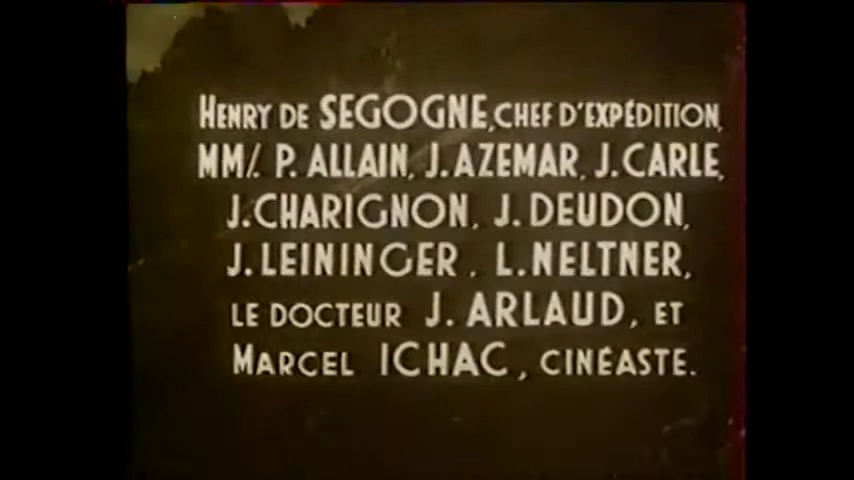 HENRY DE SEGOGNE, CHEF D'EXPÉDITION,
MM/. P. ALLAIN, J. AZEMAR, J. CARLE,
J. CHARIGNON, J. DEUDON,
J. LEININGER, L. NELTNER,
LE DOCTEUR J. ARLAUD, ET
MARCEL ICHAC, CINÉASTE.